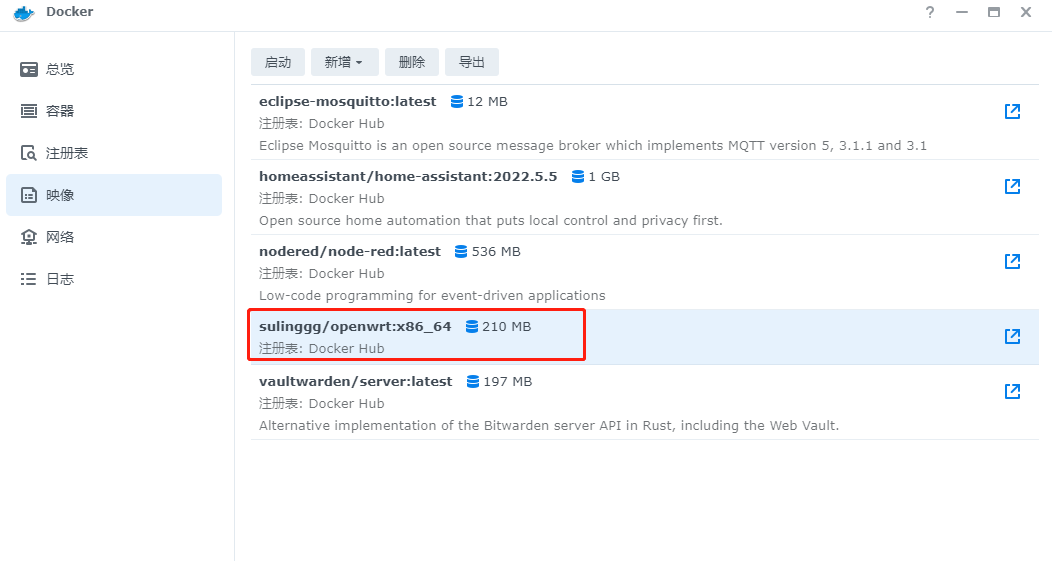 Docker
总览
容器
注册表
映像
网络
日志
启动 新增 删除 导出
eclipse-mosquitto:latest 12 MB
注册表: Docker Hub
Eclipse Mosquitto is an open source message broker which implements MQTT version 5, 3.1.1 and 3.1
homeassistant/home-assistant:2022.5.5 1 GB
注册表: Docker Hub
Open source home automation that puts local control and privacy first.
nodered/node-red:latest 536 MB
注册表: Docker Hub
Low-code programming for event-driven applications
sulinggg/openwrt:x86_64 210 MB
注册表: Docker Hub
vaultwarden/server:latest 197 MB
注册表: Docker Hub
Alternative implementation of the Bitwarden server API in Rust, including the Web Vault.